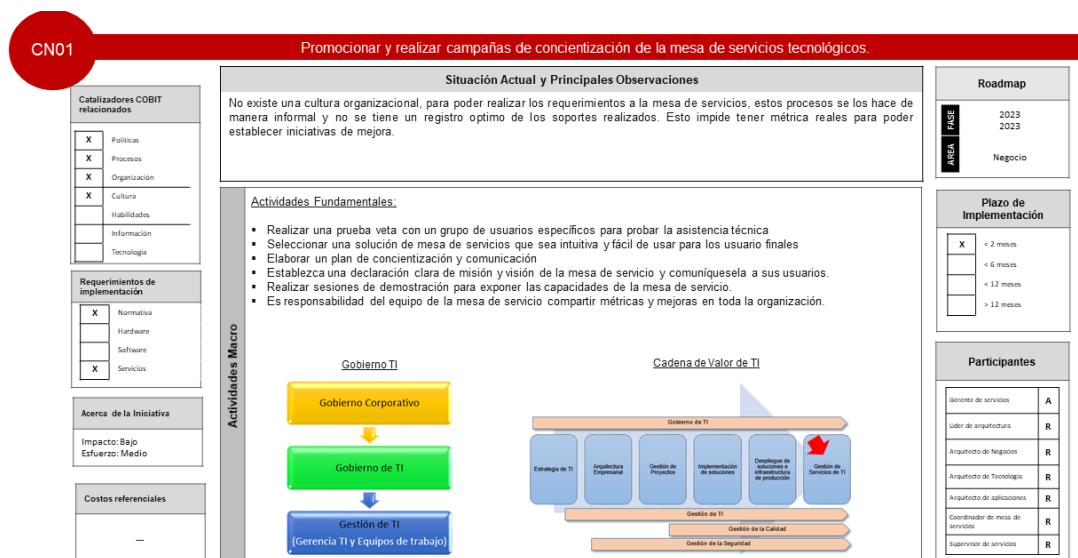 CN01
Promocionar y realizar campañas de concientización de la mesa de servicios tecnológicos.
Catalizadores COBIT
relacionados
X Políticas
X Procesos
X Organización
X Cultura
Habilidades
Información
Tecnología
Requerimientos de
implementación
X Normativa
Hardware
Software
X Servicios
Acerca de la Iniciativa
Impacto: Bajo
Esfuerzo: Medio
Costos referenciales
---
Situación Actual y Principales Observaciones
No existe una cultura organizacional, para poder realizar los requerimientos a la mesa de servicios, estos procesos se los hace de
manera informal y no se tiene un registro optimo de los soportes realizados. Esto impide tener métrica reales para poder
establecer iniciativas de mejora.
Actividades Macro
Actividades Fundamentales:
▪ Realizar una prueba veta con un grupo de usuarios específicos para probar la asistencia técnica
▪ Seleccionar una solución de mesa de servicios que sea intuitiva y fácil de usar para los usuario finales
▪ Elaborar un plan de concientización y comunicación
▪ Establezca una declaración clara de misión y visión de la mesa de servicio y comuníquesela a sus usuarios.
▪ Realizar sesiones de demostración para exponer las capacidades de la mesa de servicio.
▪ Es responsabilidad del equipo de la mesa de servicio compartir métricas y mejoras en toda la organización.
Gobierno TI
Gobierno Corporativo
Gobierno de TI
Gestión de TI
(Gerencia TI y Equipos de trabajo)
Cadena de Valor de TI
Gobierno de TI
Estrategia de TI
Arquitectura
Empresarial
Gestión de
Proyectos
Implementación
de soluciones
Despliegue de
soluciones e
infraestructura
de producción
Gestión de
Servicios de TI
Gestión de TI
Gestión de la Calidad
Gestión de la Seguridad
Roadmap
FASE
2023
2023
AREA
Negocio
Plazo de
Implementación
X < 2 meses
< 6 meses
< 12 meses
> 12 meses
Participantes
Gerente de servicios A
Líder de arquitectura R
Arquitecto de Negocios R
Arquitecto de Tecnología R
Arquitecto de aplicaciones R
Coordinador de mesa de
servicios R
Supervisor de servicios R